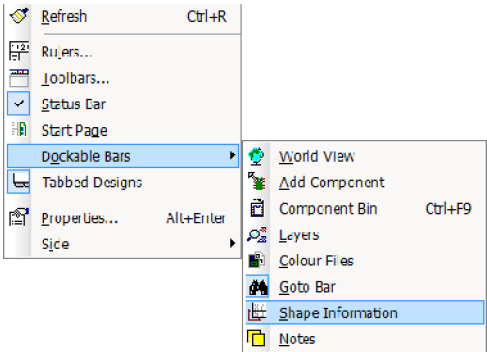 Refresh Ctrl+R
Rulers...
Toolbars...
Status Bar
Start Page
Dockable Bars
Tabbed Designs
Properties... Alt+Enter
Side
World View
Add Component
Component Bin Ctrl+F9
Layers
Colour Files
Goto Bar
Shape Information
Notes